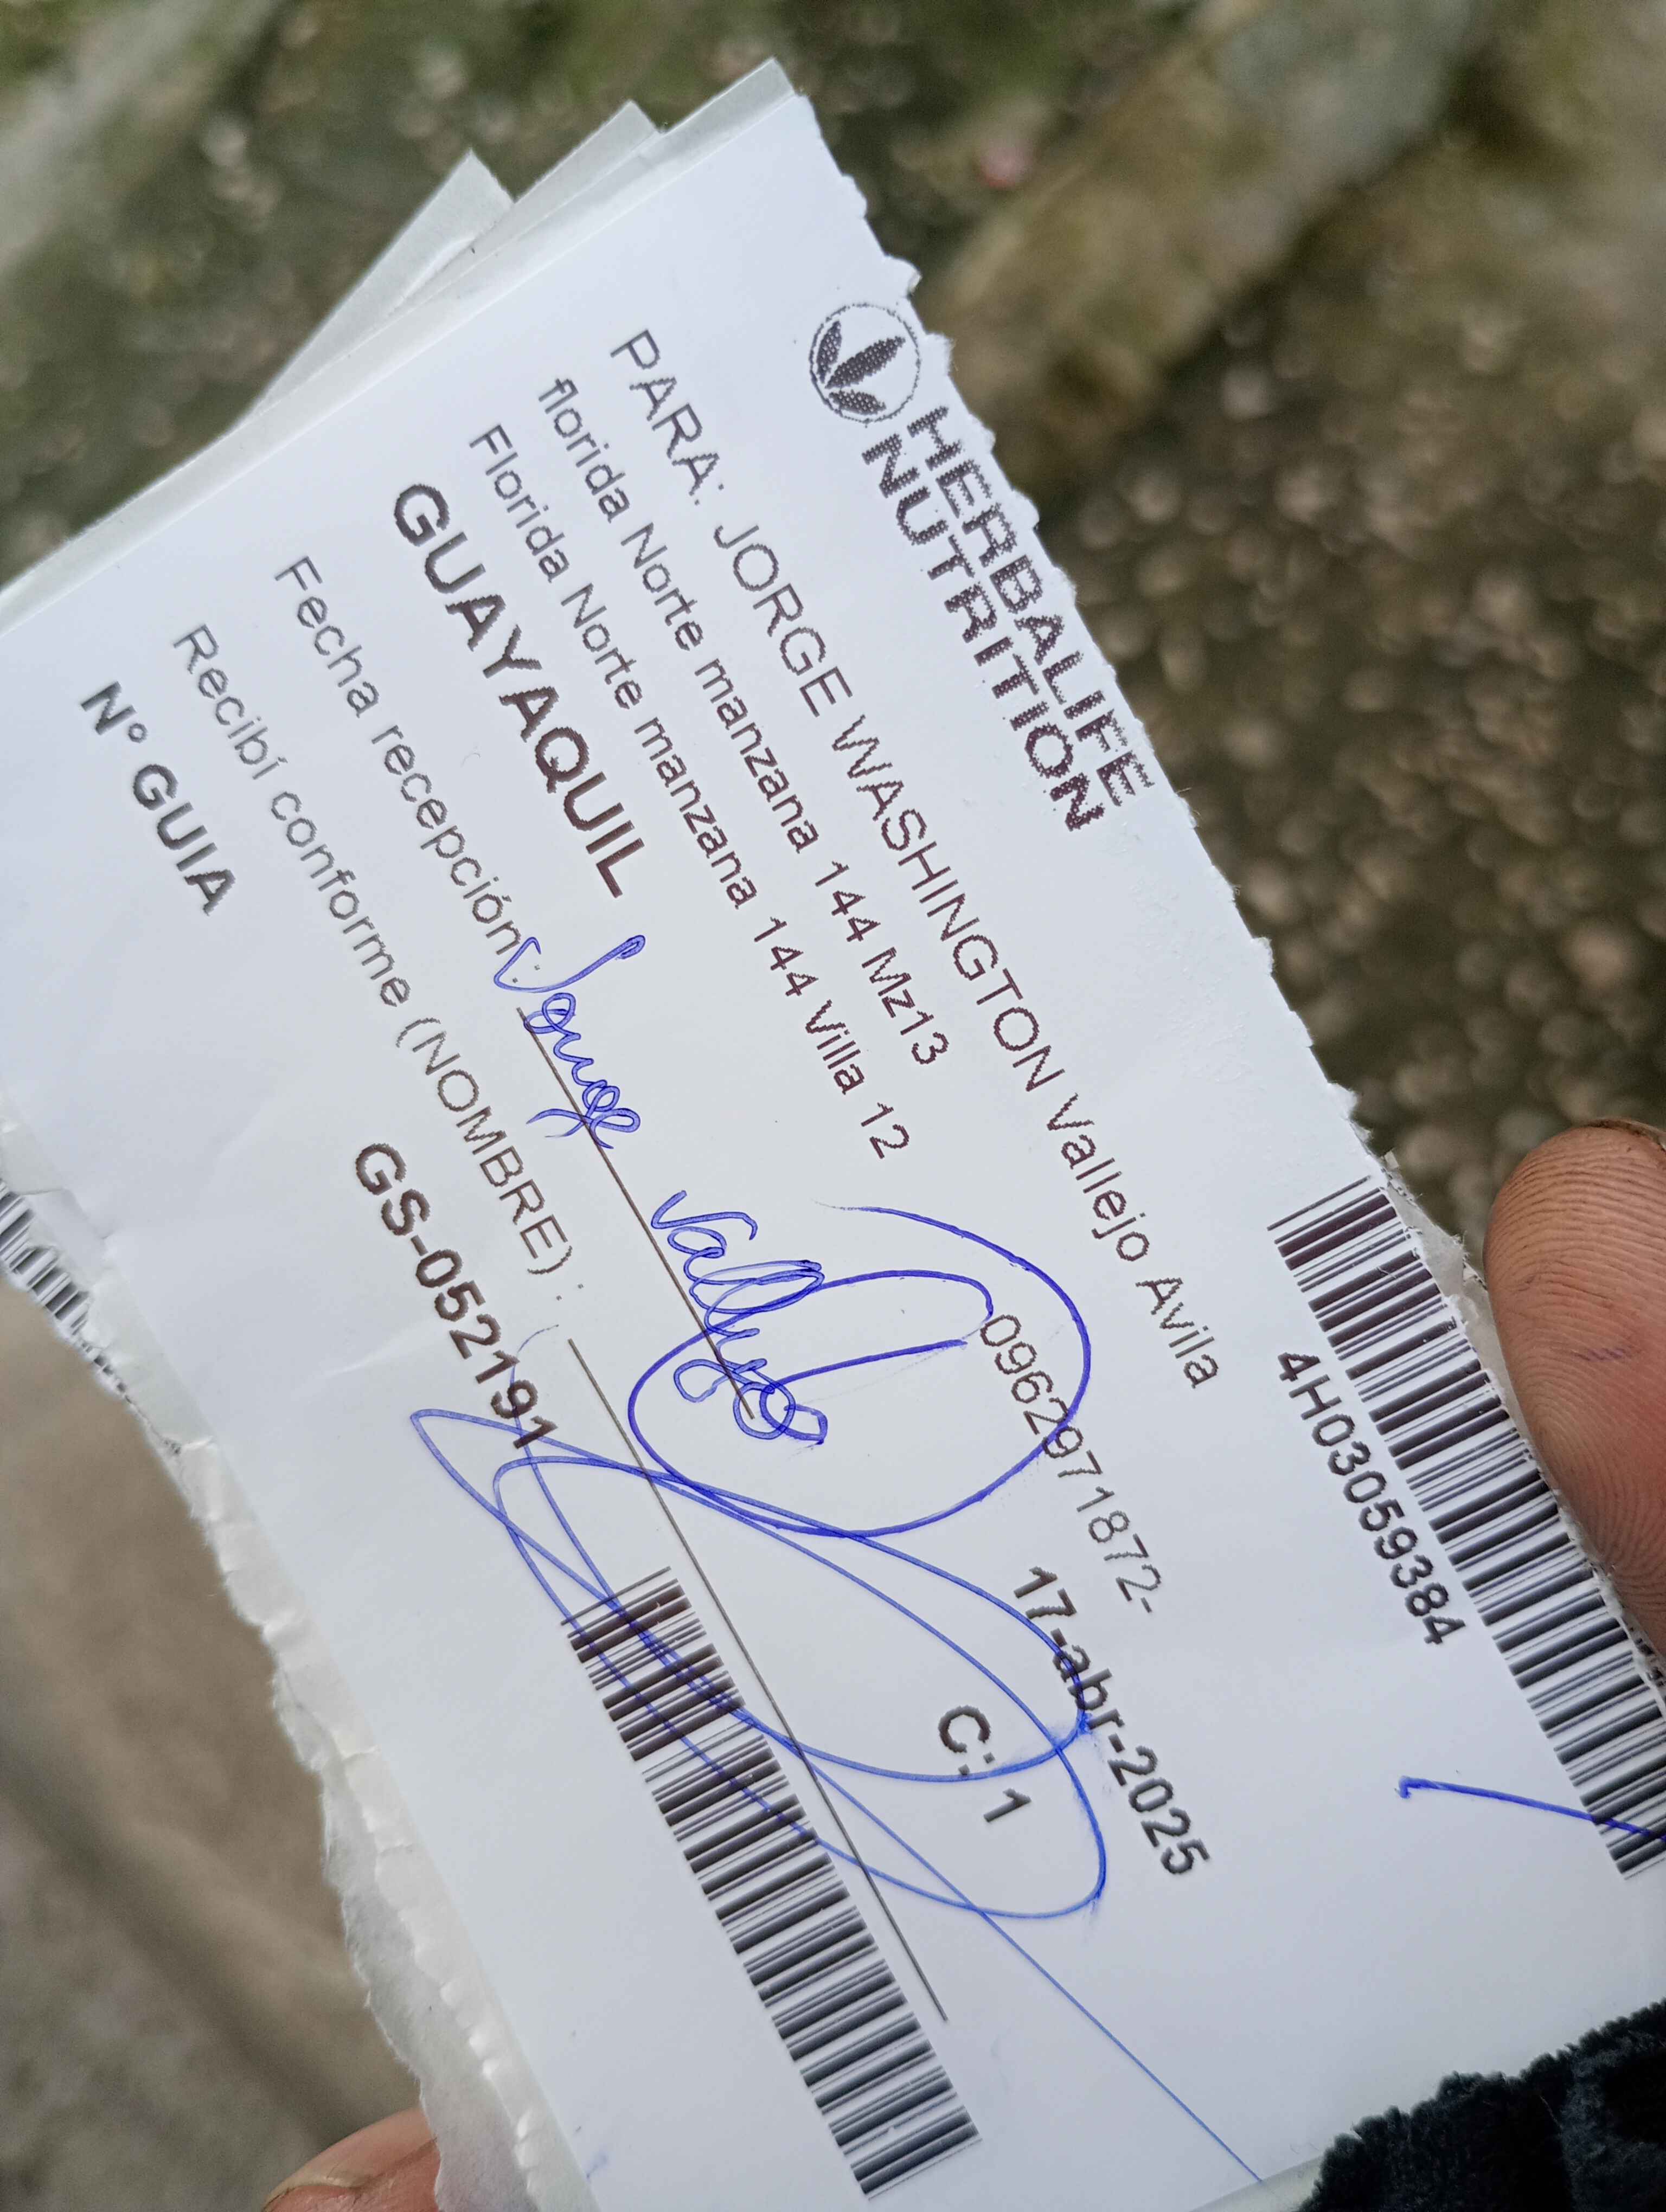 HERBALIFE
NUTRITION
4H03059384
PARA: JORGE WASHINGTON Vallejo Avila
florida Norte manzana 144 Mz13
0962971872-
Florida Norte manzana 144 Villa 12
17-abr-2025
GUAYAQUIL
C: 1
Fecha recepción: Jorge Vallejo
Recibí conforme (NOMBRE) :
N° GUIA
GS-052191